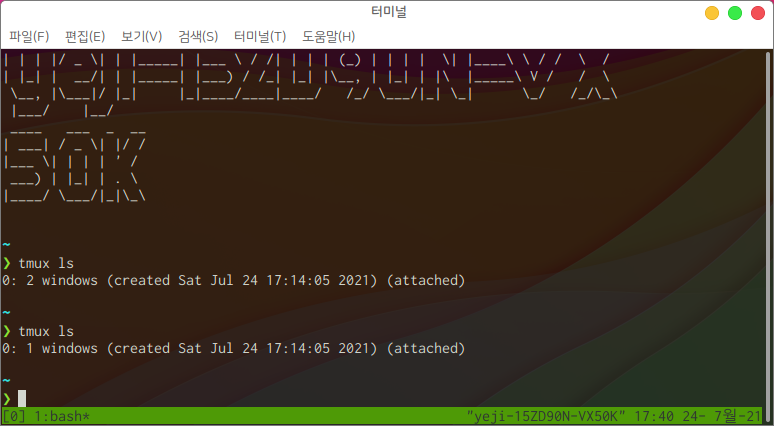 터미널
파일(F) 편집(E) 보기(V) 검색(S) 터미널(T) 도움말(H)
50K
~
❯ tmux ls
0: 2 windows (created Sat Jul 24 17:14:05 2021) (attached)
~
❯ tmux ls
0: 1 windows (created Sat Jul 24 17:14:05 2021) (attached)
~
❯
[0] 1:bash* "yeji-15ZD90N-VX50K" 17:40 24- 7월-21